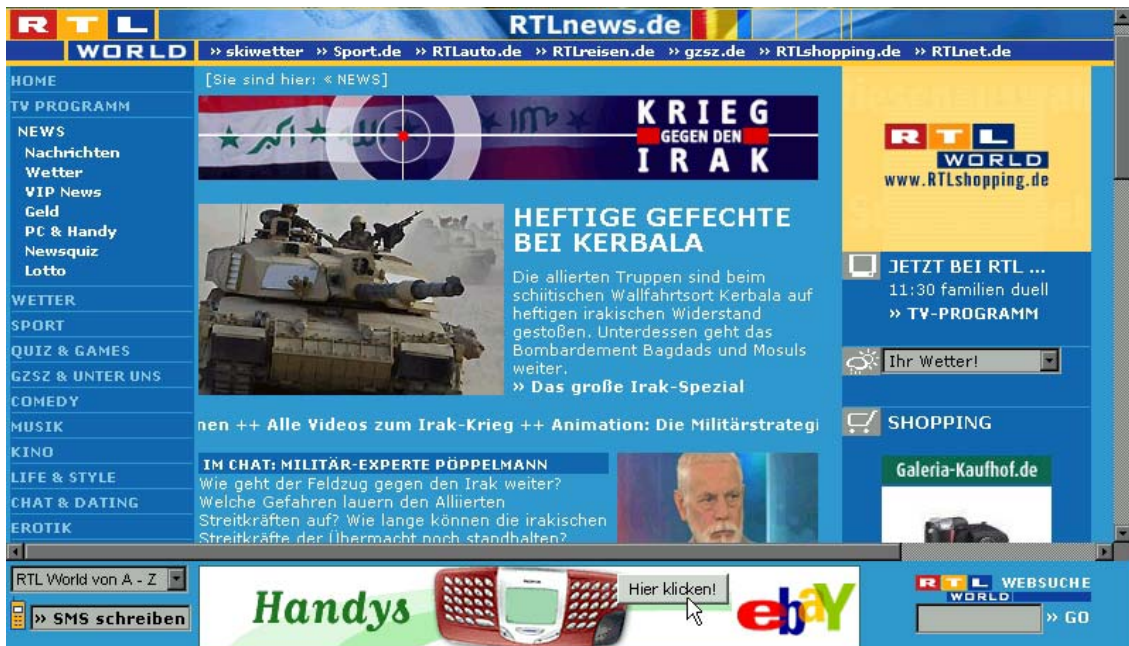 RTL
WORLD
RTLnews.de
» skiwetter » Sport.de » RTLauto.de » RTLreisen.de » gzsz.de » RTLshopping.de » RTLnet.de
HOME
TV PROGRAMM
NEWS
Nachrichten
Wetter
VIP News
Geld
PC & Handy
Newsquiz
Lotto
WETTER
SPORT
QUIZ & GAMES
GZSZ & UNTER UNS
COMEDY
MUSIK
KINO
LIFE & STYLE
CHAT & DATING
EROTIK
[Sie sind hier: « NEWS]
الله اكبر
KRIEG
GEGEN DEN
IRAK
HEFTIGE GEFECHTE
BEI KERBALA
Die allierten Truppen sind beim
schiitischen Wallfahrtsort Kerbala auf
heftigen irakischen Widerstand
gestoßen. Unterdessen geht das
Bombardement Bagdads und Mosuls
weiter.
» Das große Irak-Spezial
nen ++ Alle Videos zum Irak-Krieg ++ Animation: Die Militärstrategi
IM CHAT: MILITÄR-EXPERTE PÖPPELMANN
Wie geht der Feldzug gegen den Irak weiter?
Welche Gefahren lauern den Alliierten
Streitkräften auf? Wie lange können die irakischen
Streitkräfte der Übermacht noch standhalten?
RTL
WORLD
www.RTLshopping.de
JETZT BEI RTL ...
11:30 familien duell
» TV-PROGRAMM
Ihr Wetter!
SHOPPING
Galeria-Kaufhof.de
RTL World von A - Z
» SMS schreiben
Handys
Hier klicken!
ebaY
RTL WEBSUCHE
WORLD
» GO